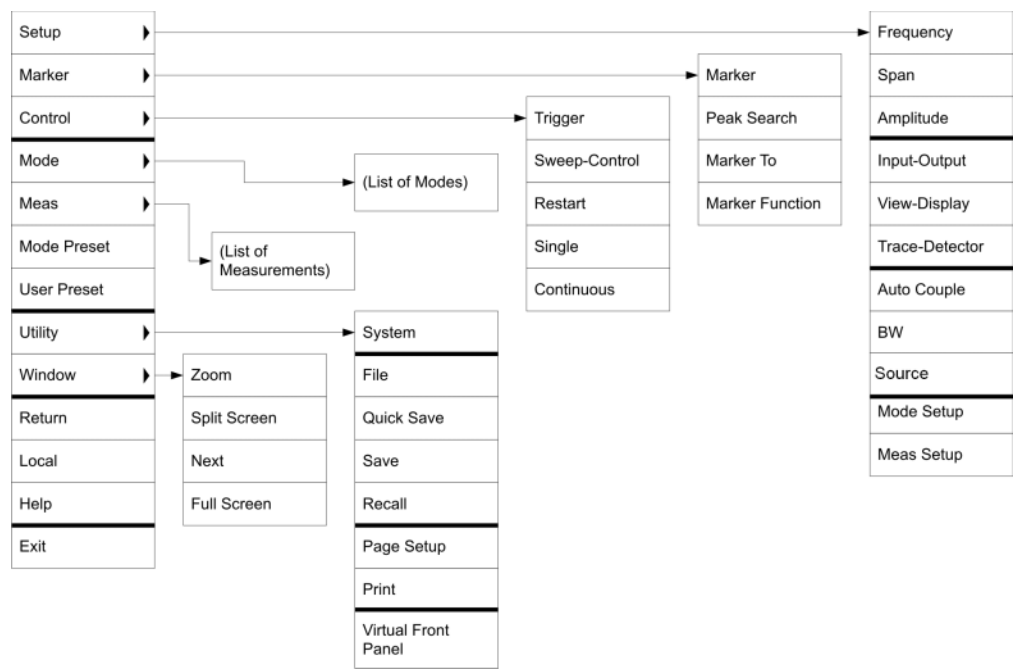 Setup
Marker
Control
Mode
Meas
Mode Preset
User Preset
Utility
Window
Return
Local
Help
Exit
Zoom
Split Screen
Next
Full Screen
(List of
Measurements)
(List of Modes)
System
File
Quick Save
Save
Recall
Page Setup
Print
Virtual Front
Panel
Trigger
Sweep-Control
Restart
Single
Continuous
Marker
Peak Search
Marker To
Marker Function
Frequency
Span
Amplitude
Input-Output
View-Display
Trace-Detector
Auto Couple
BW
Source
Mode Setup
Meas Setup